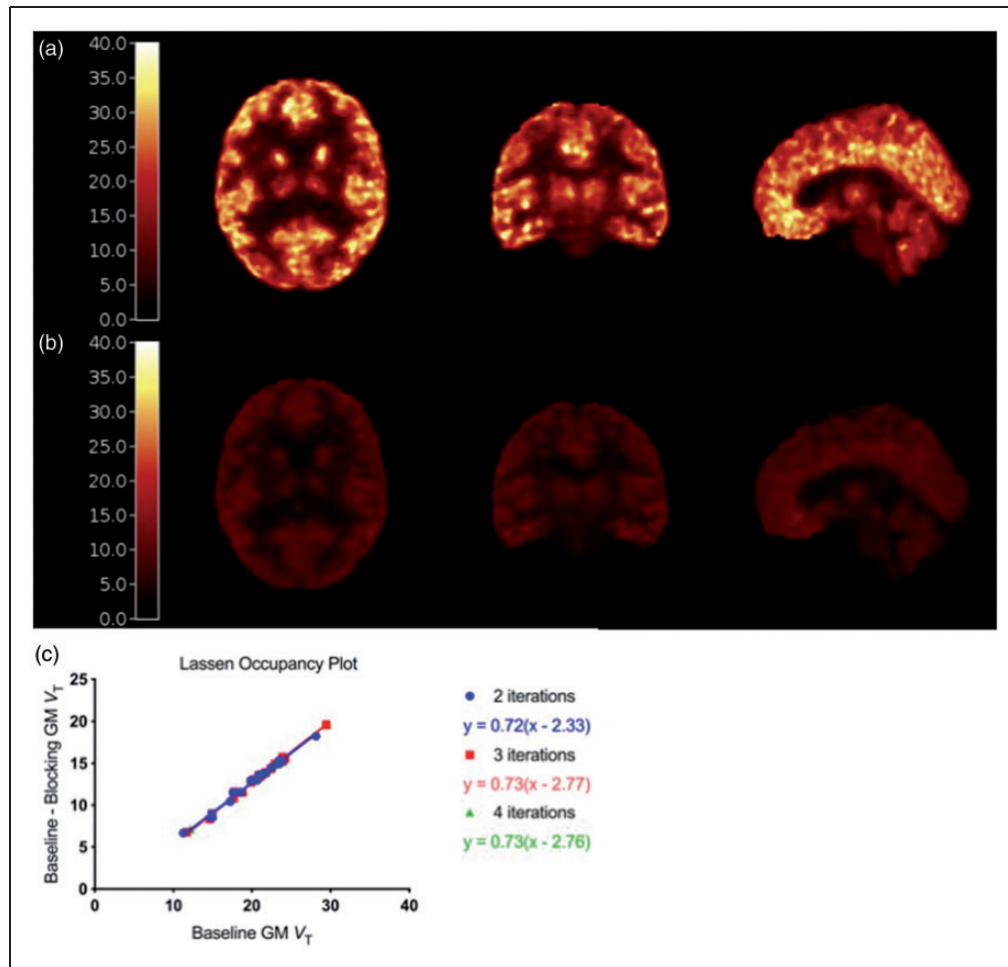 (a)
40.0
35.0
30.0
25.0
20.0
15.0
10.0
5.0
0.0
(b)
40.0
35.0
30.0
25.0
20.0
15.0
10.0
5.0
0.0
(c)
Lassen Occupancy Plot
Baseline - Blocking GM VT
25
20
15
10
5
0
0 10 20 30 40
Baseline GM VT
2 iterations
y = 0.72(x - 2.33)
3 iterations
y = 0.73(x - 2.77)
4 iterations
y = 0.73(x - 2.76)